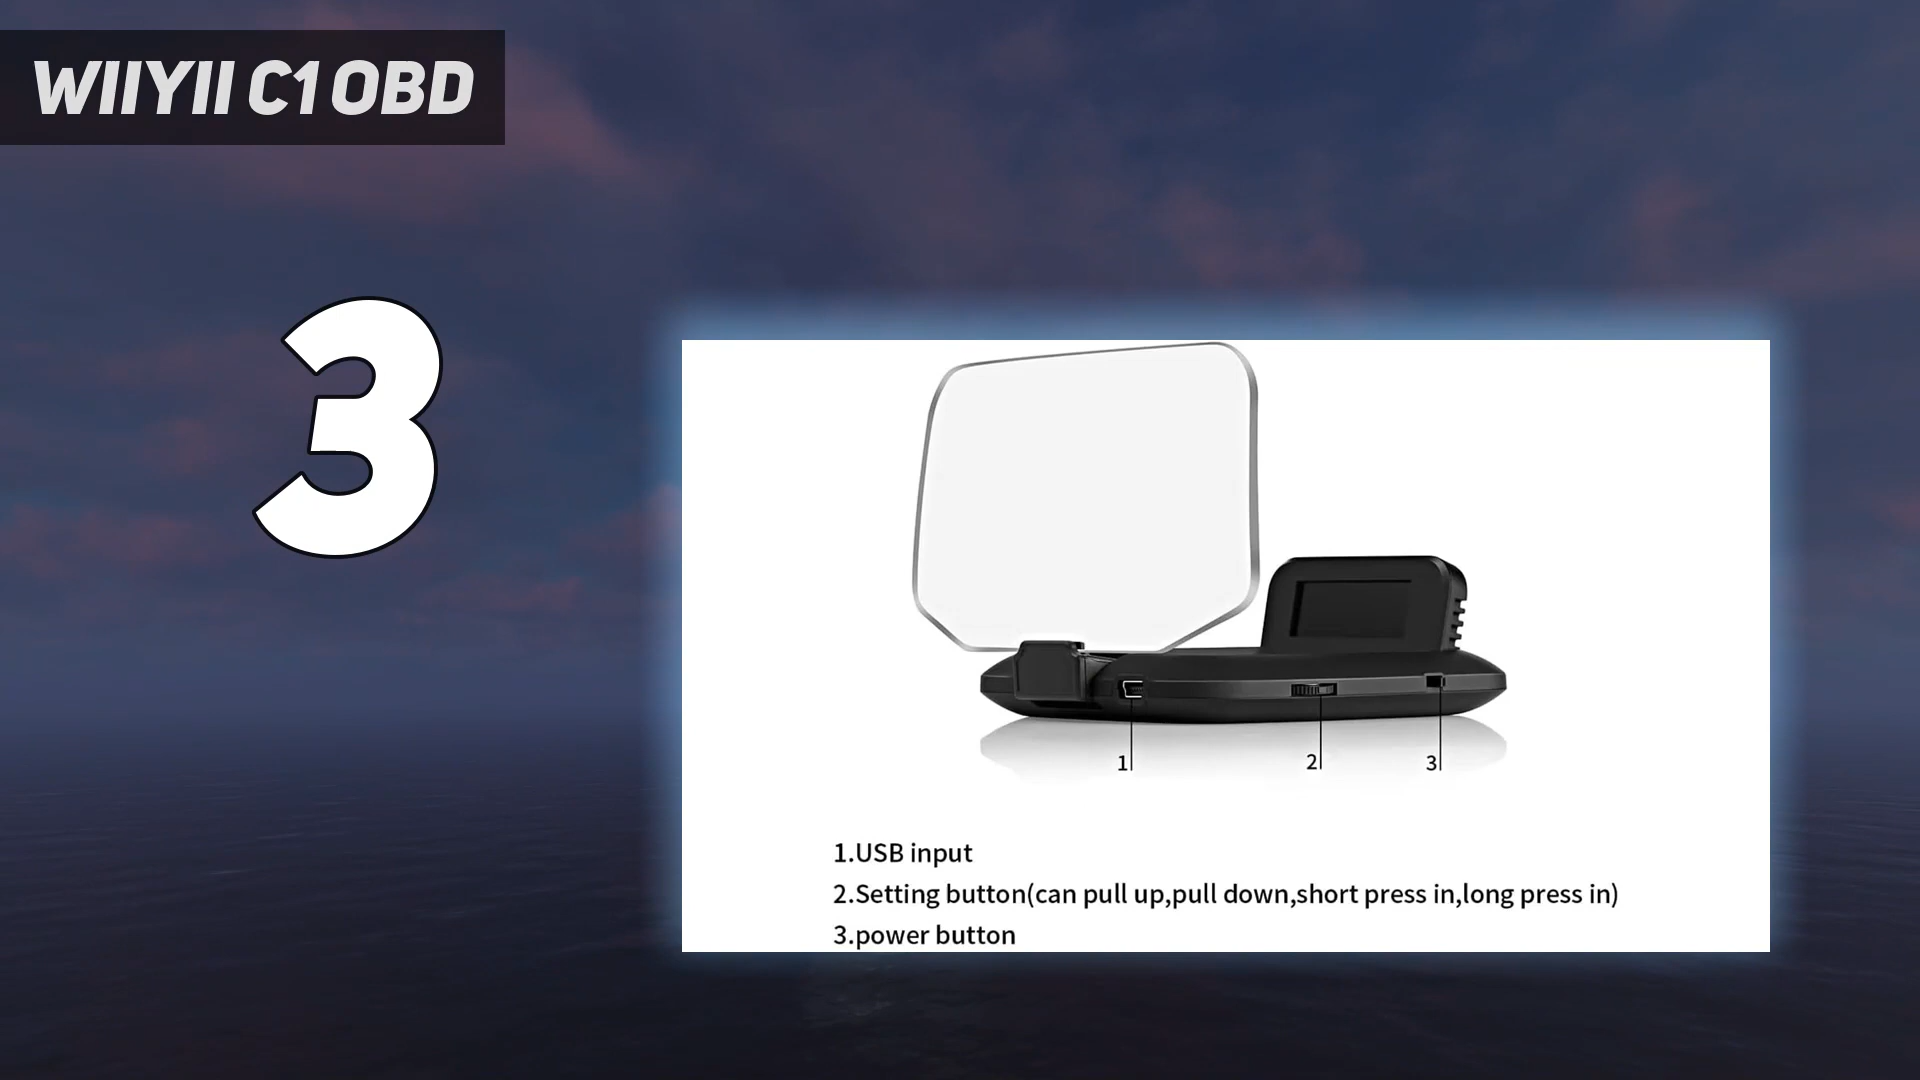 WIIYII C1 OBD
3
1
2
3
1.USB input
2.Setting button(can pull up,pull down,short press in,long press in)
3.power button